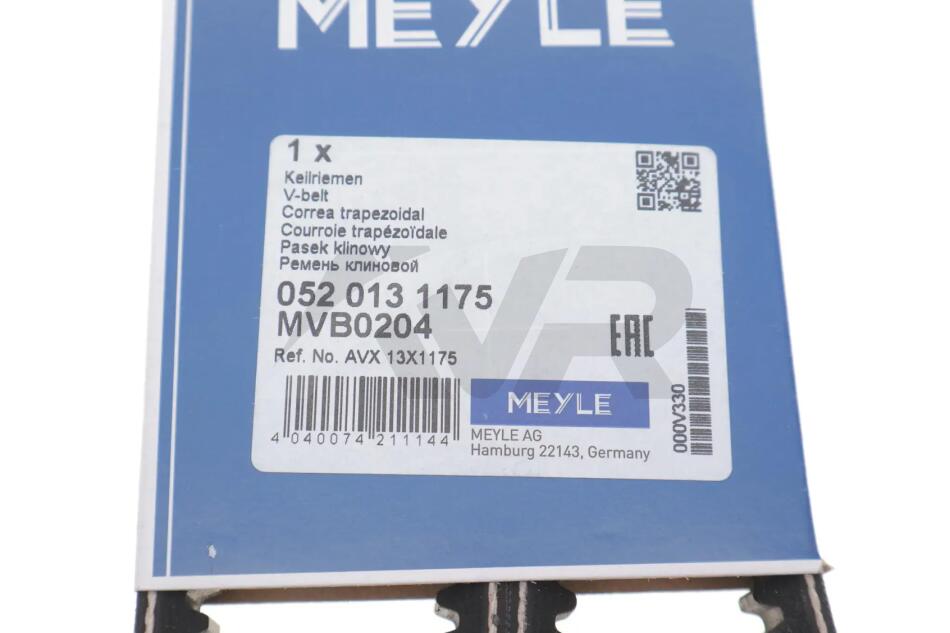 MEYLE
1 x
Keilriemen
V-belt
Correa trapezoidal
Courroie trapézoïdale
Pasek klinowy
Ремень клиновой
052 013 1175
MVB0204
Ref. No. AVX 13X1175
EAC
4 040074 211144
MEYLE
MEYLE AG
Hamburg 22143, Germany
000V330
KVR